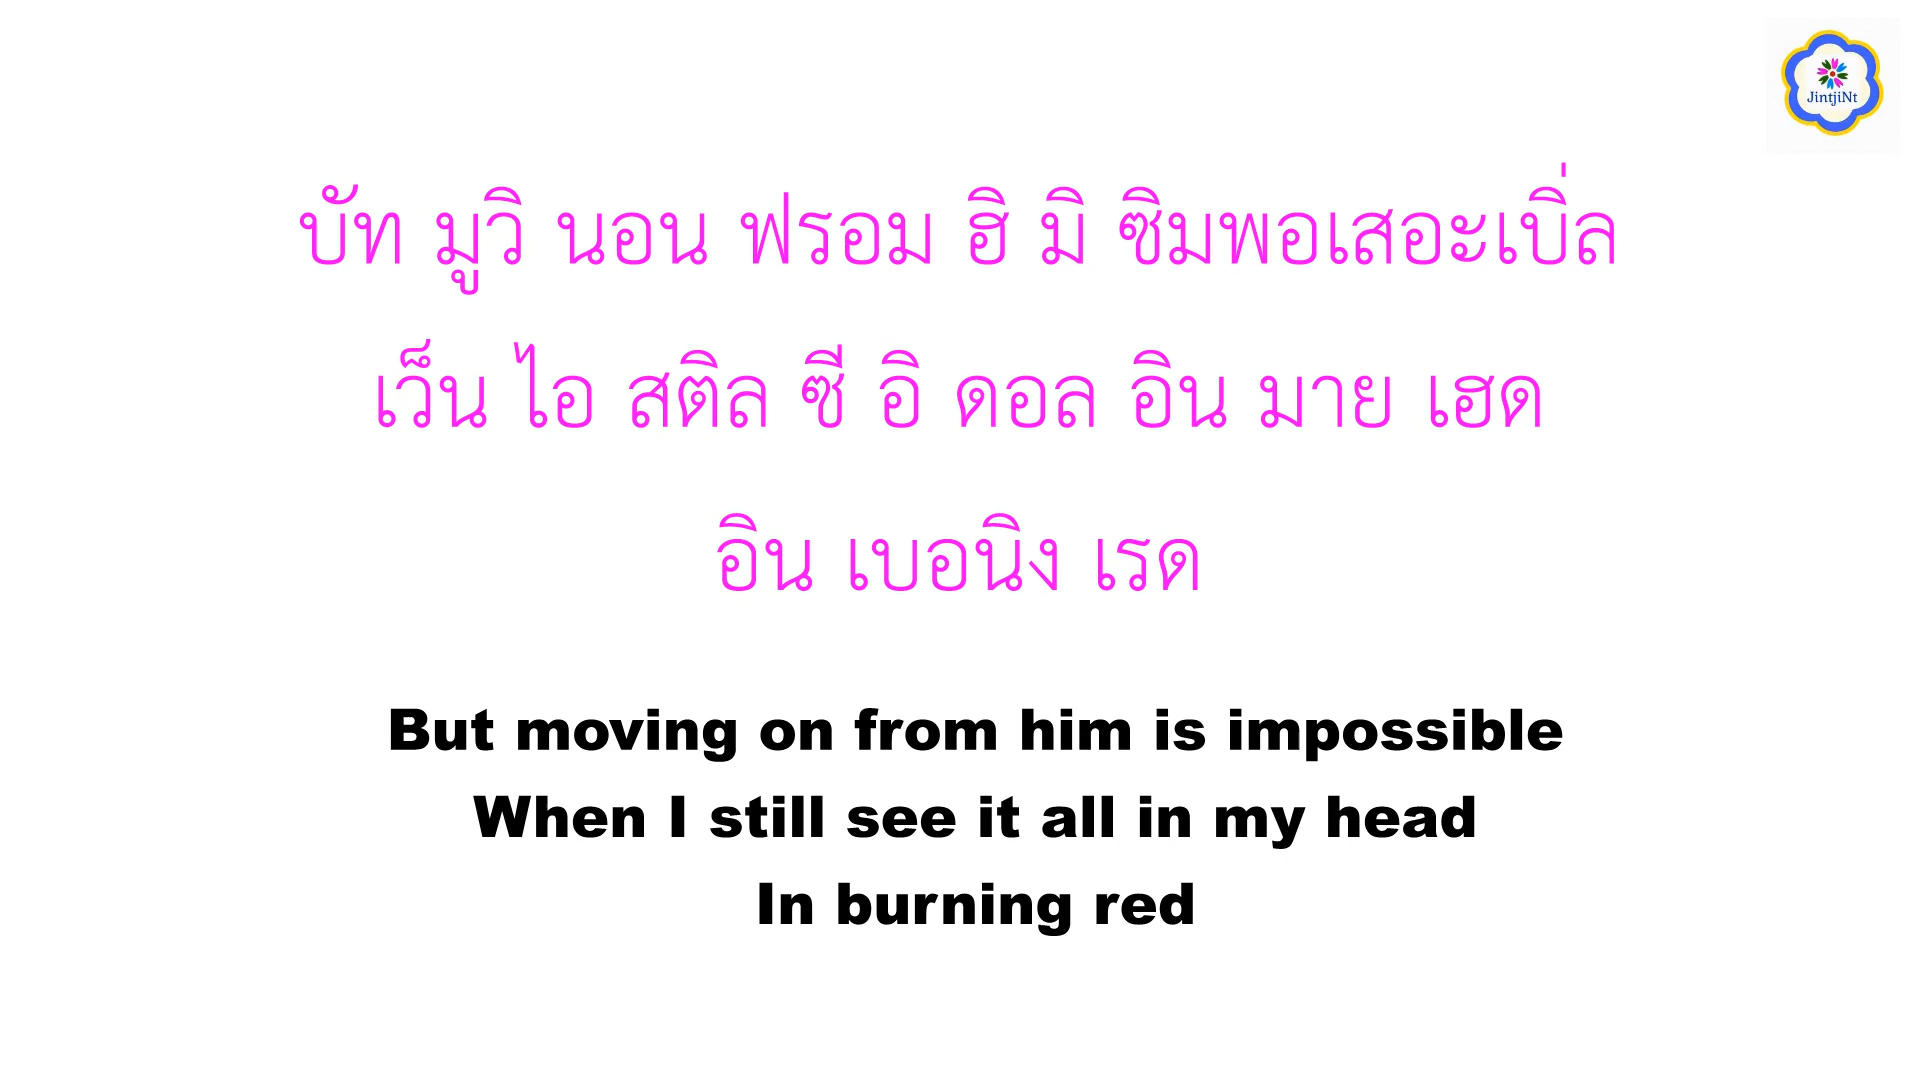 JintjiNt
บัท มูวิ นอน ฟรอม ฮิ มิ ซิมพอเสอะเบิ่ล
เว็น ไอ สติล ซี อิ ดอล อิน มาย เฮด
อิน เบอนิง เรด
But moving on from him is impossible
When I still see it all in my head
In burning red